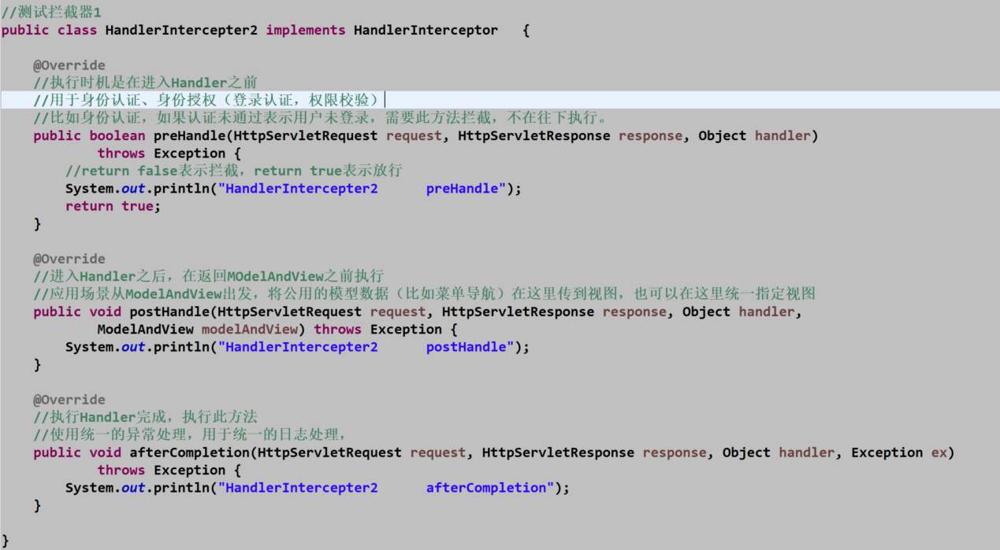 //测试拦截器1
public class HandlerIntercepter2 implements HandlerInterceptor   {
@Override
//执行时机是在进入Handler之前
//用于身份认证、身份授权（登录认证，权限校验）
//比如身份认证，如果认证未通过表示用户未登录，需要此方法拦截，不在往下执行。
public boolean preHandle(HttpServletRequest request, HttpServletResponse response, Object handler)
throws Exception {
//return false表示拦截，return true表示放行
System.out.println("HandlerIntercepter2      preHandle");
return true;
}
@Override
//进入Handler之后，在返回MOdelAndView之前执行
//应用场景从ModelAndView出发，将公用的模型数据（比如菜单导航）在这里传到视图，也可以在这里统一指定视图
public void postHandle(HttpServletRequest request, HttpServletResponse response, Object handler,
ModelAndView modelAndView) throws Exception {
System.out.println("HandlerIntercepter2      postHandle");
}
@Override
//执行Handler完成，执行此方法
//使用统一的异常处理，用于统一的日志处理，
public void afterCompletion(HttpServletRequest request, HttpServletResponse response, Object handler, Exception ex)
throws Exception {
System.out.println("HandlerIntercepter2      afterCompletion");
}
}